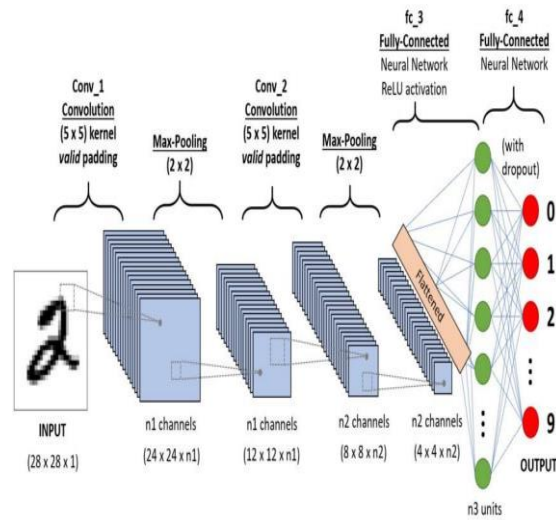 fc_3
Fully-Connected
Neural Network
ReLU activation
fc_4
Fully-Connected
Neural Network
Conv_1
Convolution
(5 x 5) kernel
valid padding
Max-Pooling
(2 x 2)
Conv_2
Convolution
(5 x 5) kernel
valid padding
Max-Pooling
(2 x 2)
(with
dropout)
Flattened
0
1
2
9
2
INPUT
(28 x 28 x 1)
n1 channels
(24 x 24 x n1)
n1 channels
(12 x 12 x n1)
n2 channels
(8 x 8 x n2)
n2 channels
(4 x 4 x n2)
OUTPUT
n3 units